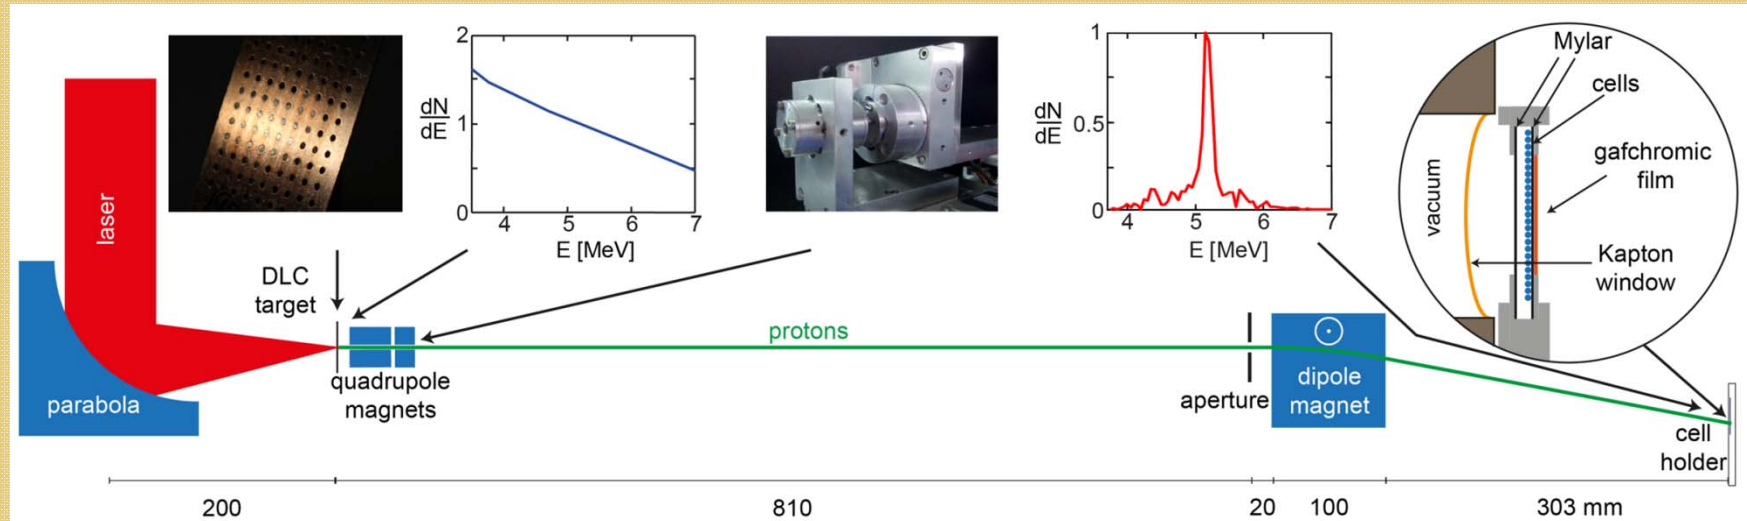 laser
parabola
DLC
target
2
1
0
dN
dE
4
5
6
7
E [MeV]
quadrupole
magnets
protons
1
0.5
0
dN
dE
4
5
6
7
E [MeV]
aperture
dipole
magnet
Mylar
cells
gafchromic
film
vacuum
Kapton
window
cell
holder
200
810
20
100
303 mm